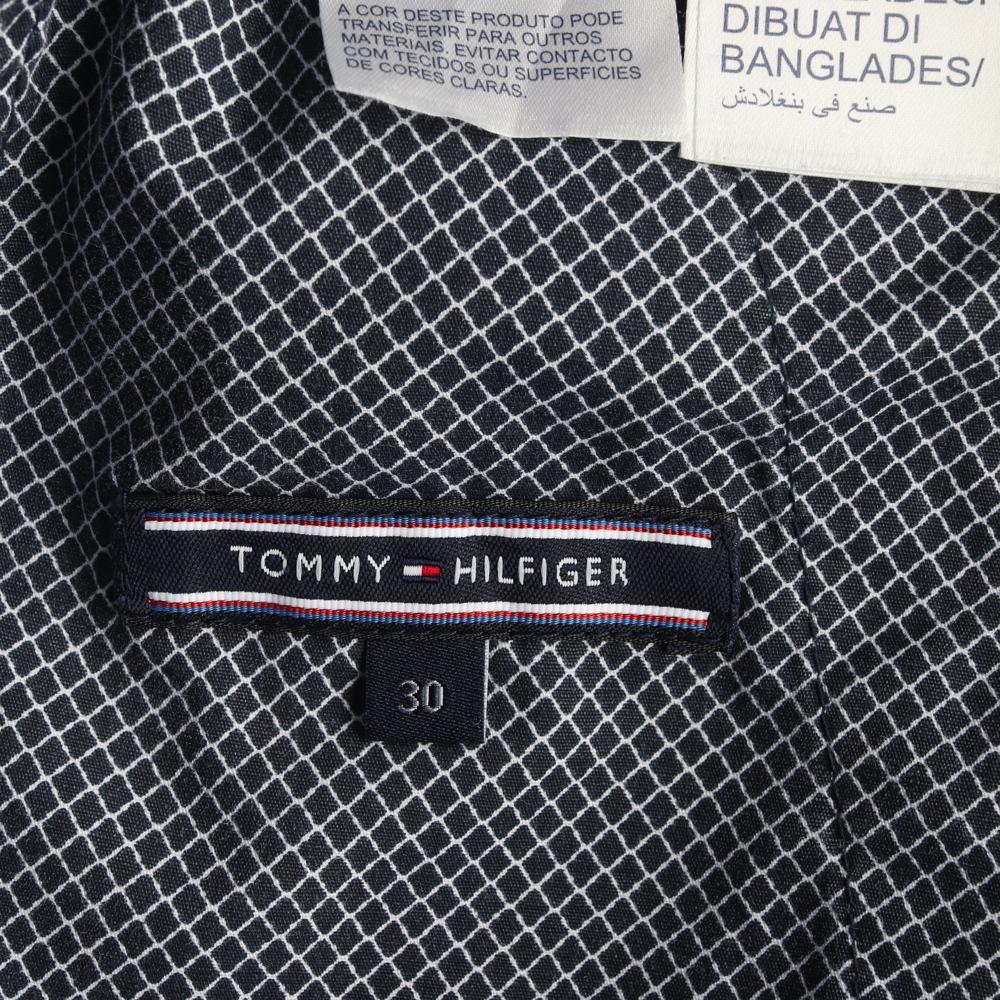 A COR DESTE PRODUTO PODE
TRANSFERIR PARA OUTROS
MATERIAIS. EVITAR CONTACTO
COM TECIDOS OU SUPERFICIES
DE CORES CLARAS.
DIBUAT DI
BANGLADES/
صنع في بنغلادش
TOMMY HILFIGER
30